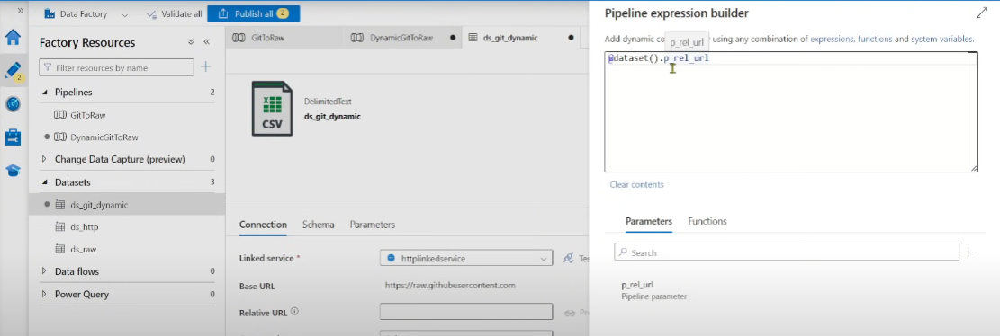 »
Data Factory
Validate all
Publish all 2
Factory Resources
Filter resources by name
Pipelines 2
GitToRaw
DynamicGitToRaw
Change Data Capture (preview) 0
Datasets 3
ds_git_dynamic
ds_http
ds_raw
Data flows 0
Power Query 0
2
GitToRaw
DynamicGitToRaw
ds_git_dynamic
CSV
DelimitedText
ds_git_dynamic
Connection Schema Parameters
Linked service *
httplinkedservice
Base URL
https://raw.githubusercontent.com
Relative URL
Pipeline expression builder
using any combination of expressions, functions and system variables.
Add dynamic
p_rel_url
@dataset().p_rel_url
Clear contents
Parameters Functions
Search
p_rel_url
Pipeline parameter